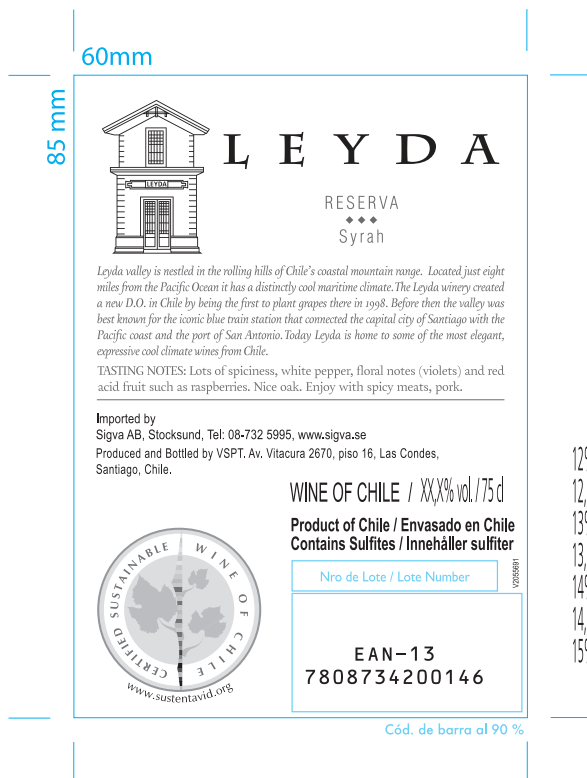 60mm
85 mm
LEYDA
LEYDA
RESERVA
Syrah
Leyda valley is nestled in the rolling hills of Chile's coastal mountain range. Located just eight
miles from the Pacific Ocean it has a distinctly cool maritime climate. The Leyda winery created
a new D.O. in Chile by being the first to plant grapes there in 1998. Before then the valley was
best known for the iconic blue train station that connected the capital city of Santiago with the
Pacific coast and the port of San Antonio. Today Leyda is home to some of the most elegant,
expressive cool climate wines from Chile.
TASTING NOTES: Lots of spiciness, white pepper, floral notes (violets) and red
acid fruit such as raspberries. Nice oak. Enjoy with spicy meats, pork.
Imported by
Sigva AB, Stocksund, Tel: 08-732 5995, www.sigva.se
Produced and Bottled by VSPT. Av. Vitacura 2670, piso 16, Las Condes,
Santiago, Chile.
WINE OF CHILE / XX,X% vol. / 75 cl
Product of Chile / Envasado en Chile
Contains Sulfites / Innehåller sulfiter
Nro de Lote / Lote Number
V2055691
CERTIFIED SUSTAINABLE WINE OF CHILE
www.sustentavid.org
EAN-13
7808734200146
Cód. de barra al 90 %
12%
12,
13%
13,
14%
14,
15%